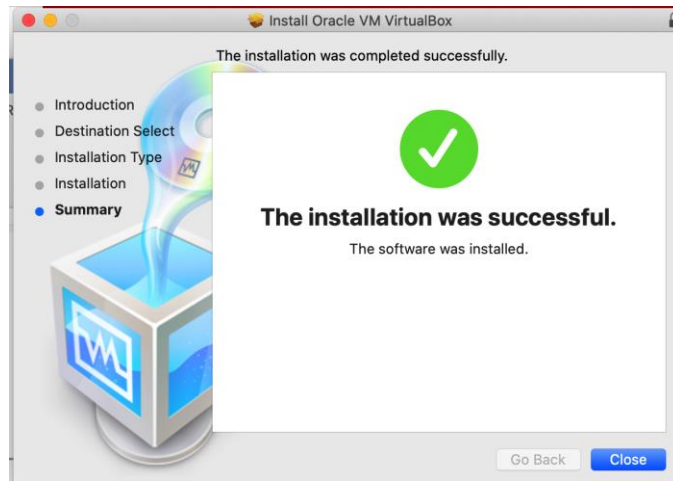 Install Oracle VM VirtualBox
The installation was completed successfully.
Introduction
Destination Select
Installation Type
Installation
Summary
The installation was successful.
The software was installed.
Go Back
Close